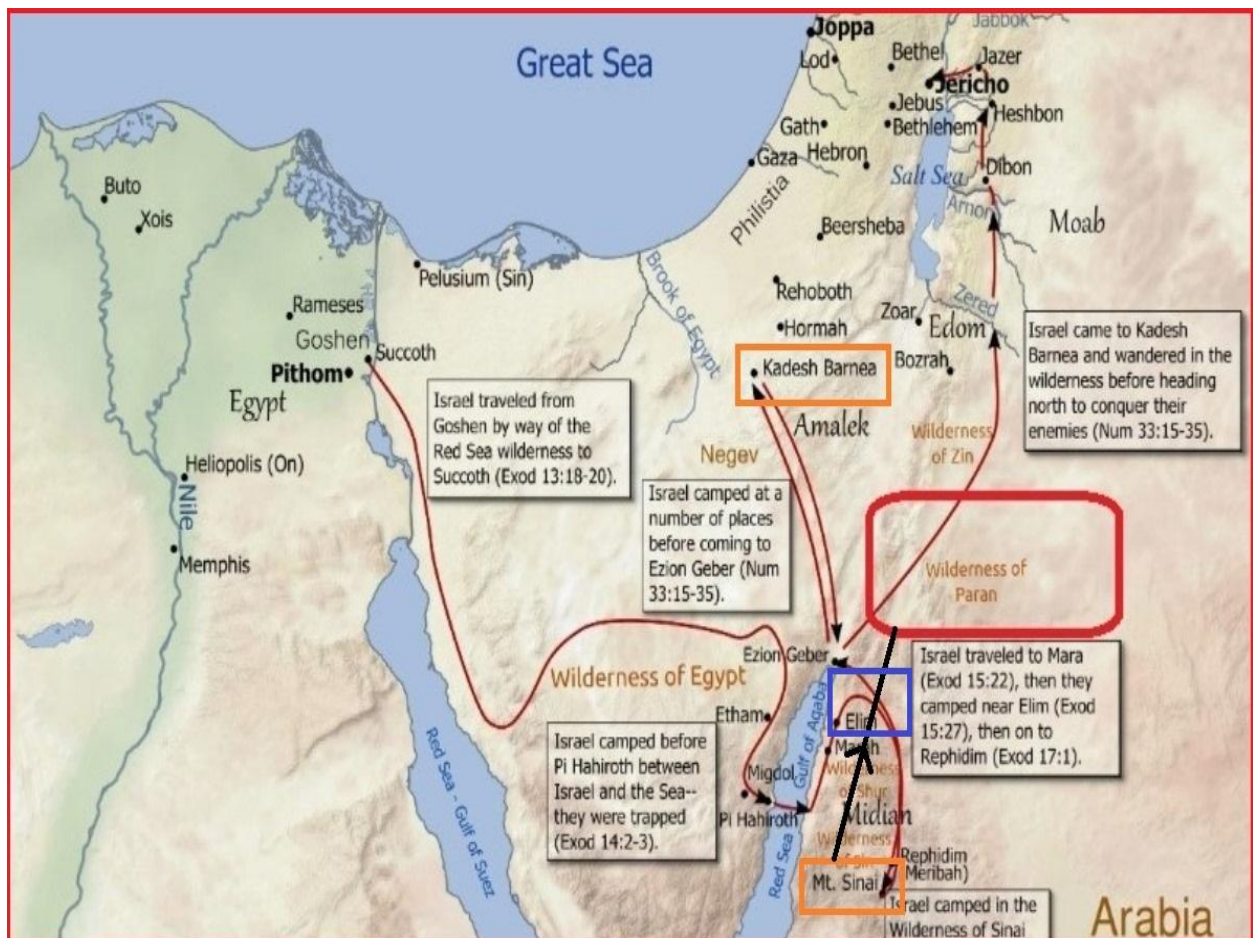 Great Sea
Joppa
Lod
Bethel
Jabbok
Jazer
Jericho
Jebus
Heshbon
Gath
Bethlehem
Gaza
Hebron
Salt Sea
Dibon
Arnon
Moab
Philistia
Buto
Xois
Beersheba
Pelusium (Sin)
Brook of Egypt
Rehoboth
Zered
Rameses
Zoar
Edom
Hormah
Goshen
Succoth
Pithom
Kadesh Barnea
Bozrah
Israel came to Kadesh
Barnea and wandered in the
wilderness before heading
north to conquer their
enemies (Num 33:15-35).
Egypt
Israel traveled from
Goshen by way of the
Red Sea wilderness to
Succoth (Exod 13:18-20).
Amalek
Wilderness
of Zin
Negev
Heliopolis (On)
Nile
Israel camped at a
number of places
before coming to
Ezion Geber (Num
33:15-35).
Memphis
Wilderness of
Paran
Ezion Geber
Wilderness of Egypt
Israel traveled to Mara
(Exod 15:22), then they
camped near Elim (Exod
15:27), then on to
Rephidim (Exod 17:1).
Etham
Gulf of Aqaba
Elim
Marah
Wilderness
of Shur
Israel camped before
Pi Hahiroth between
Israel and the Sea--
they were trapped
(Exod 14:2-3).
Migdol
Pi Hahiroth
Midian
Red Sea - Gulf of Suez
Red Sea
Wilderness
of Sin
Rephidim
(Meribah)
Mt. Sinai
Israel camped in the
Wilderness of Sinai
Arabia